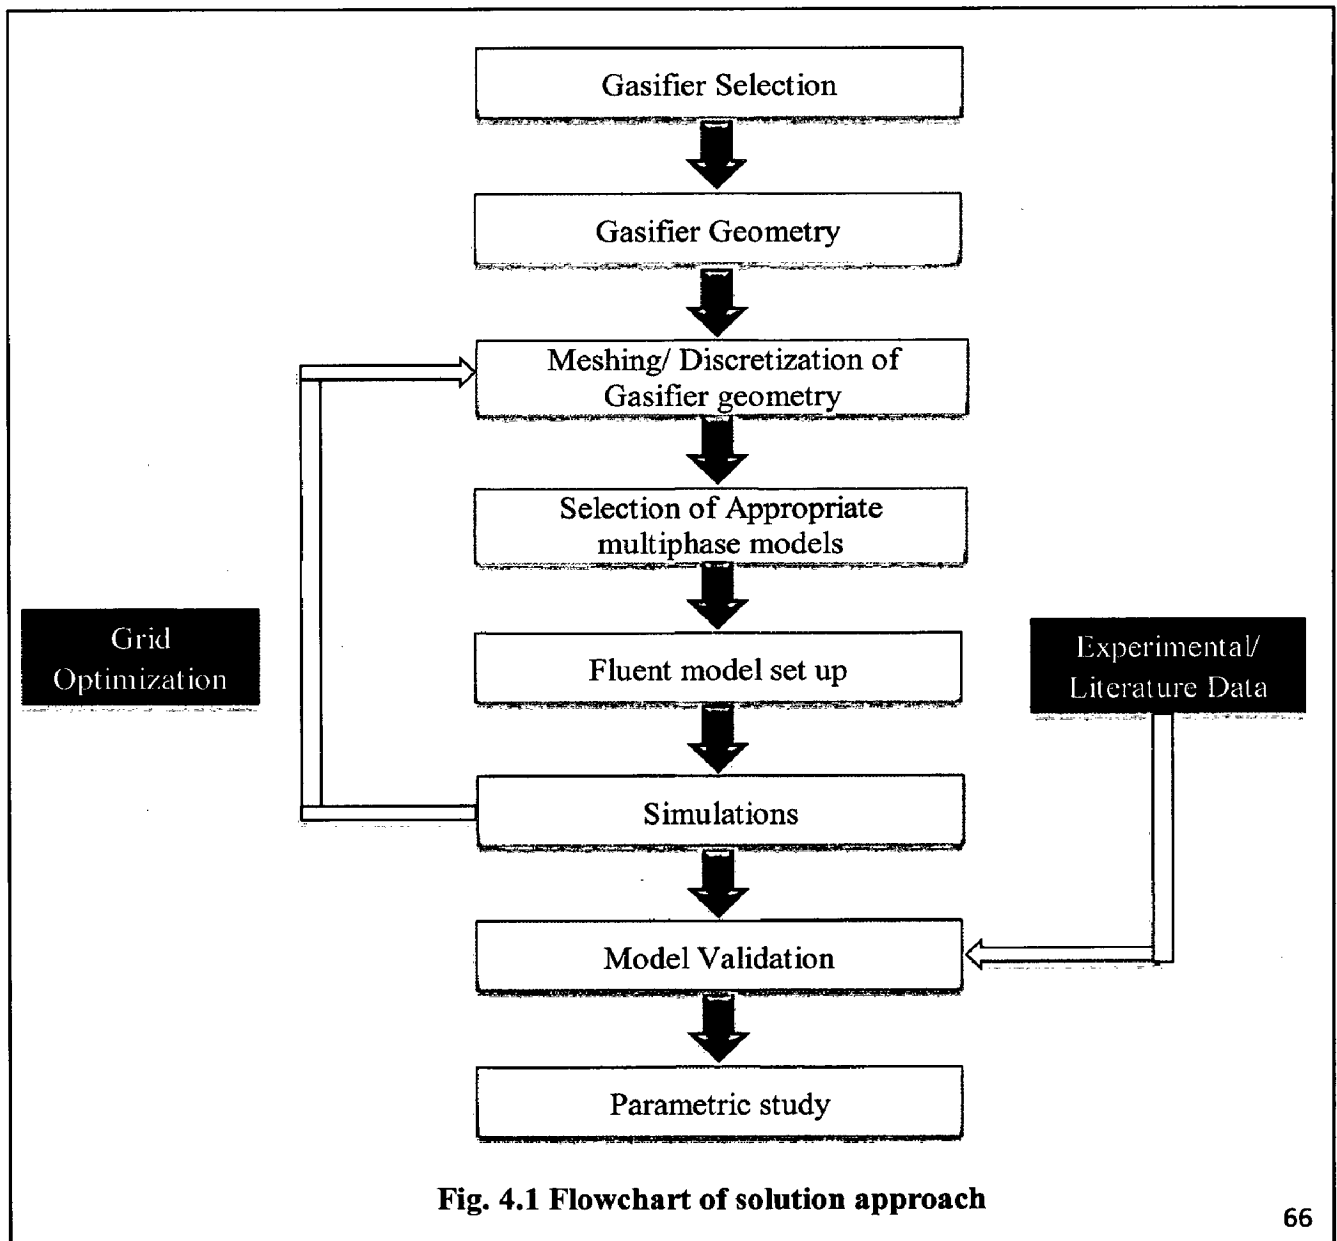 Gasifier Selection
Gasifier Geometry
Meshing/ Discretization of
Gasifier geometry
Selection of Appropriate
multiphase models
Grid
Optimization
Fluent model set up
Experimental/
Literature Data
Simulations
Model Validation
Parametric study
Fig. 4.1 Flowchart of solution approach
66